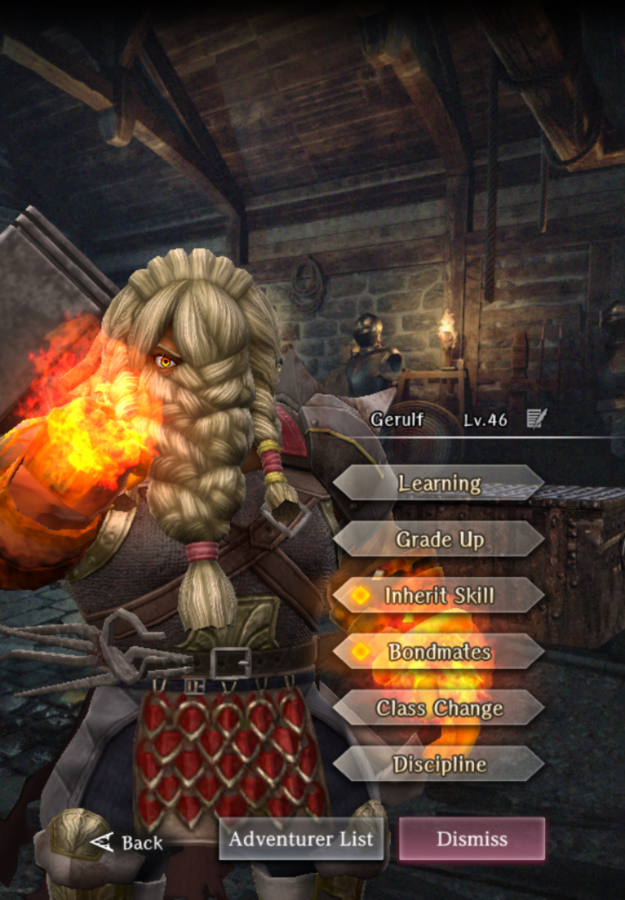 Gerulf Lv.46
Learning
Grade Up
Inherit Skill
Bondmates
Class Change
Discipline
Back
Adventurer List
Dismiss